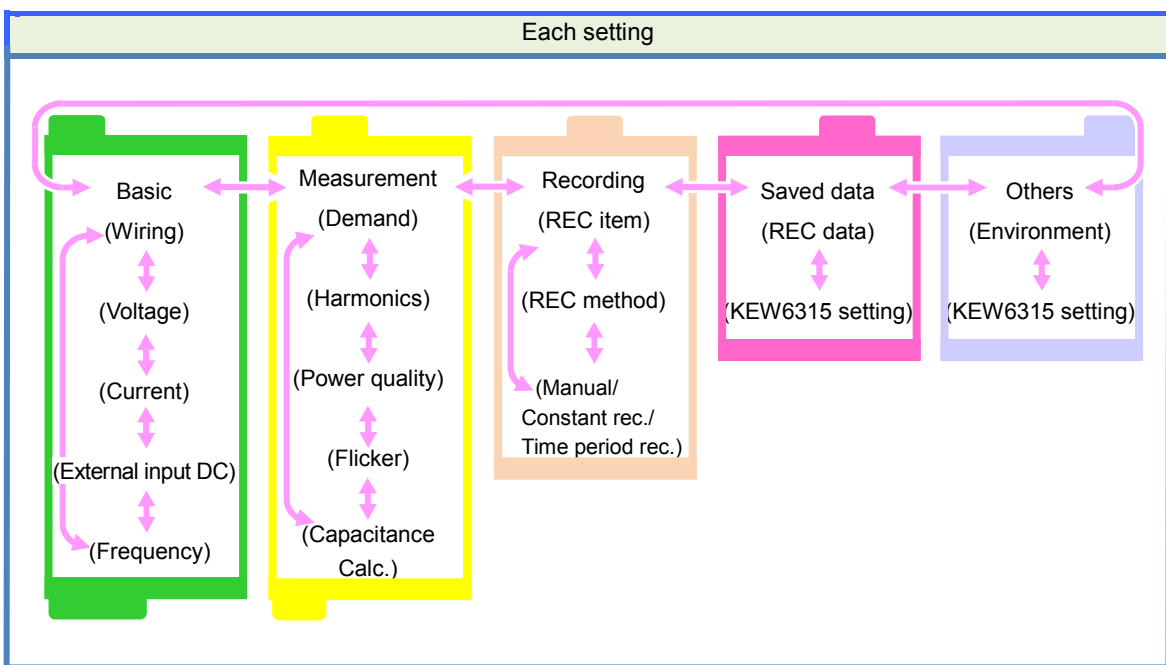 Each setting
Basic
(Wiring)
(Voltage)
(Current)
(External input DC)
(Frequency)
Measurement
(Demand)
(Harmonics)
(Power quality)
(Flicker)
(Capacitance
Calc.)
Recording
(REC item)
(REC method)
(Manual/
Constant rec./
Time period rec.)
Saved data
(REC data)
(KEW6315 setting)
Others
(Environment)
(KEW6315 setting)